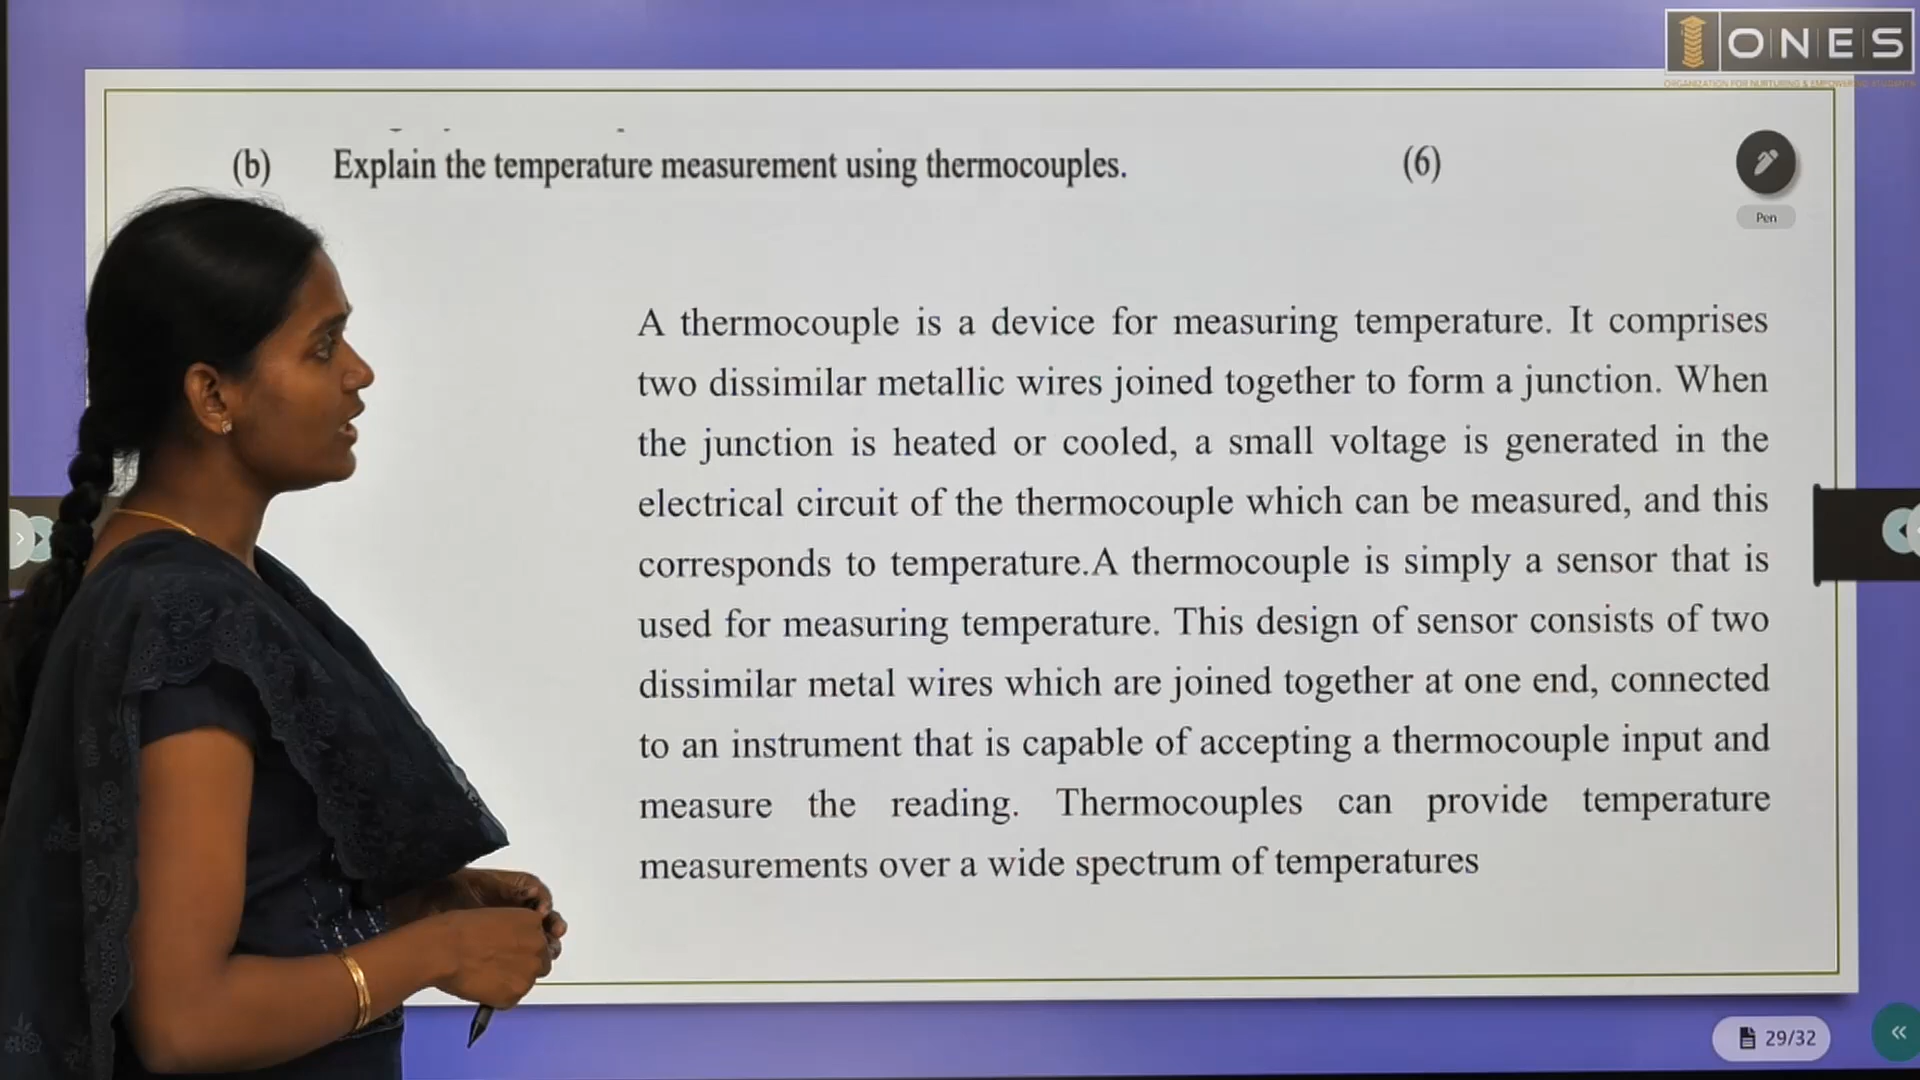 ONES
ORGANIZATION FOR NURTURING & EMPOWERING STUDENTS
(b) Explain the temperature measurement using thermocouples. (6)
Pen
A thermocouple is a device for measuring temperature. It comprises
two dissimilar metallic wires joined together to form a junction. When
the junction is heated or cooled, a small voltage is generated in the
electrical circuit of the thermocouple which can be measured, and this
corresponds to temperature.A thermocouple is simply a sensor that is
used for measuring temperature. This design of sensor consists of two
dissimilar metal wires which are joined together at one end, connected
to an instrument that is capable of accepting a thermocouple input and
measure the reading. Thermocouples can provide temperature
measurements over a wide spectrum of temperatures
29/32